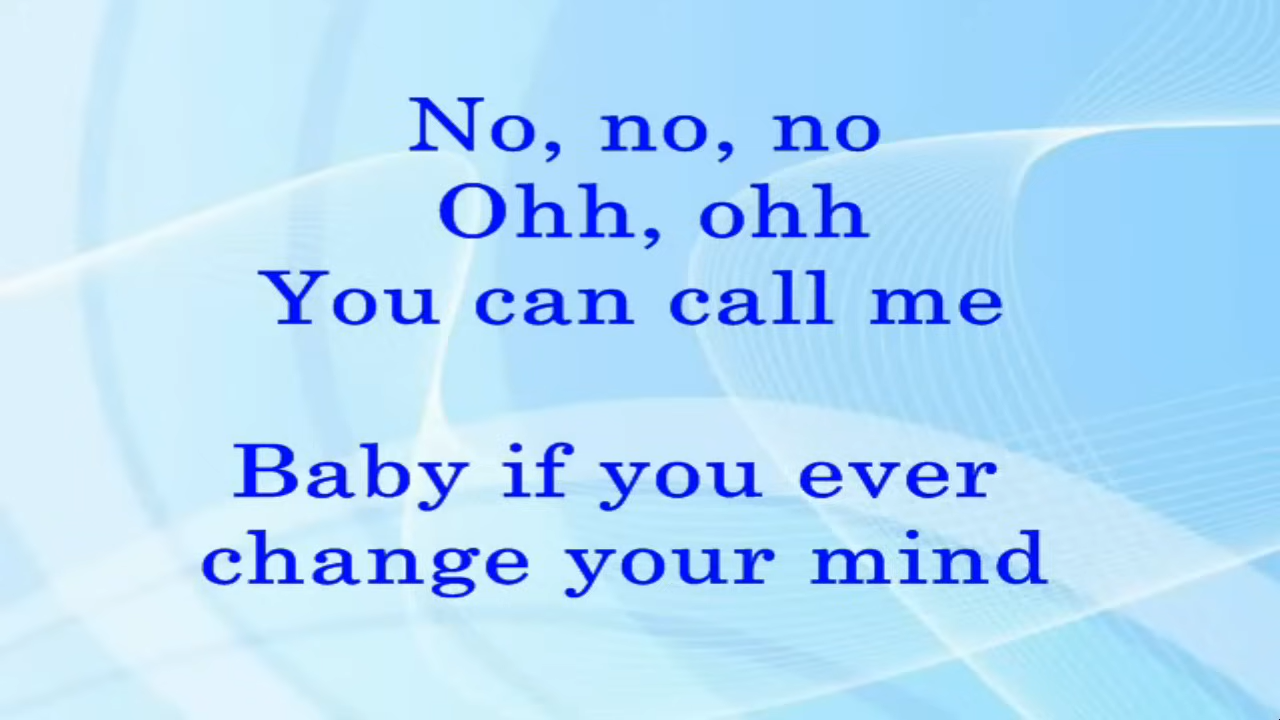 No, no, no
Ohh, ohh
You can call me
Baby if you ever
change your mind